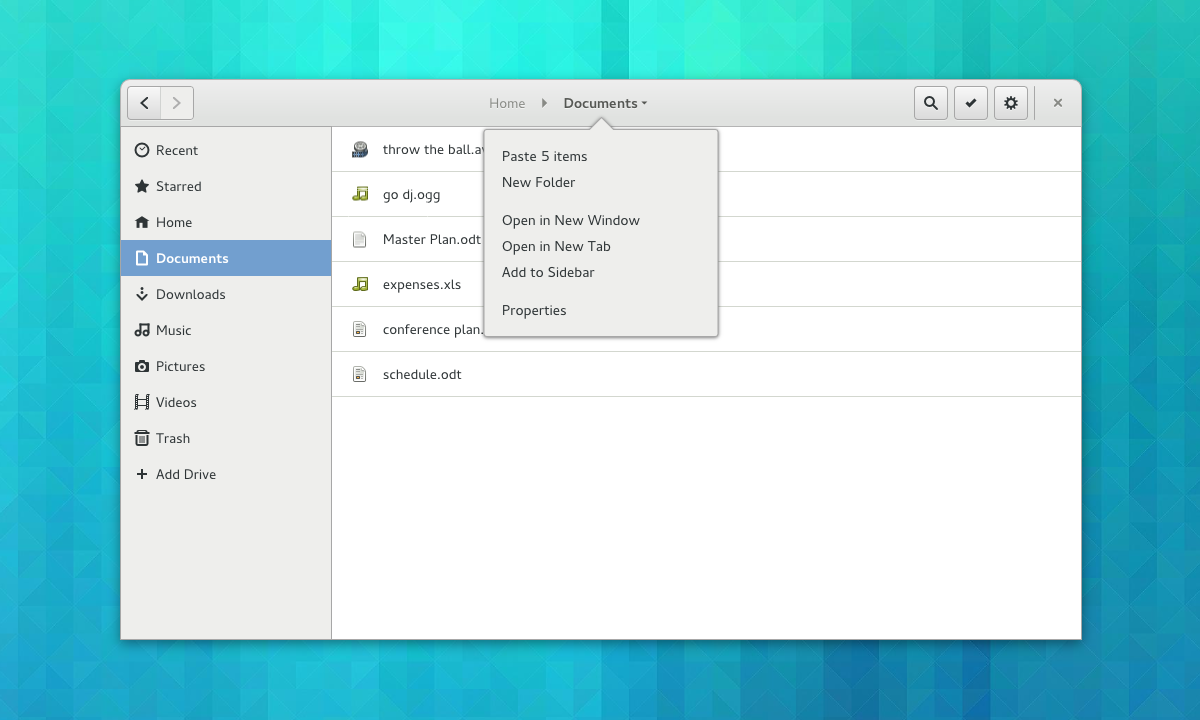 Home Documents
Recent
Starred
Home
Documents
Downloads
Music
Pictures
Videos
Trash
Add Drive
throw the ball.a
go dj.ogg
Master Plan.odt
expenses.xls
conference plan.
schedule.odt
Paste 5 items
New Folder
Open in New Window
Open in New Tab
Add to Sidebar
Properties